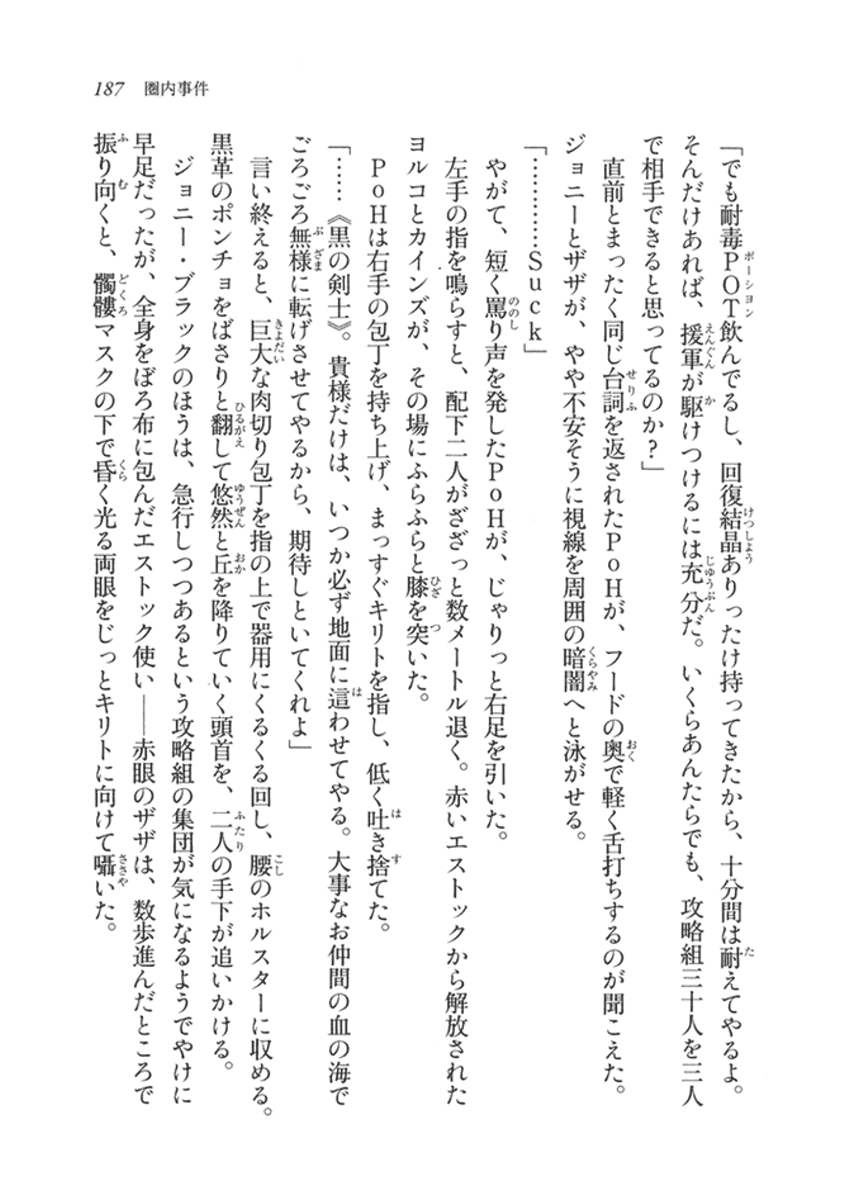 187 圏内事件
「でも耐毒POT飲んでるし、回復結晶ありったけ持ってきたから、十分間は耐えてやるよ。
そんだけあれば、援軍が駆けつけるには充分だ。いくらあんたらでも、攻略組三十人を三人
で相手できると思ってるのか？」
直前とまったく同じ台詞を返されたPoHが、フードの奥で軽く舌打ちするのが聞こえた。
ジョニーとザザが、やや不安そうに視線を周囲の暗闇へと泳がせる。
「…………Suck」
やがて、短く罵り声を発したPoHが、じゃりっと右足を引いた。
左手の指を鳴らすと、配下二人がざざっと数メートル退く。赤いエストックから解放された
ヨルコとカインズが、その場にふらふらと膝を突いた。
PoHは右手の包丁を持ち上げ、まっすぐキリトを指し、低く吐き捨てた。
「……《黒の剣士》。貴様だけは、いつか必ず地面に這わせてやる。大事なお仲間の血の海で
ごろごろ無様に転げさせてやるから、期待しといてくれよ」
言い終えると、巨大な肉切り包丁を指の上で器用にくるくる回し、腰のホルスターに収める。
黒革のポンチョをばさりと翻して悠然と丘を降りていく頭首を、二人の手下が追いかける。
ジョニー・ブラックのほうは、急行しつつあるという攻略組の集団が気になるようでやけに
早足だったが、全身をぼろ布に包んだエストック使い――赤眼のザザは、数歩進んだところで
振り向くと、髑髏マスクの下で昏く光る両眼をじっとキリトに向けて囁いた。